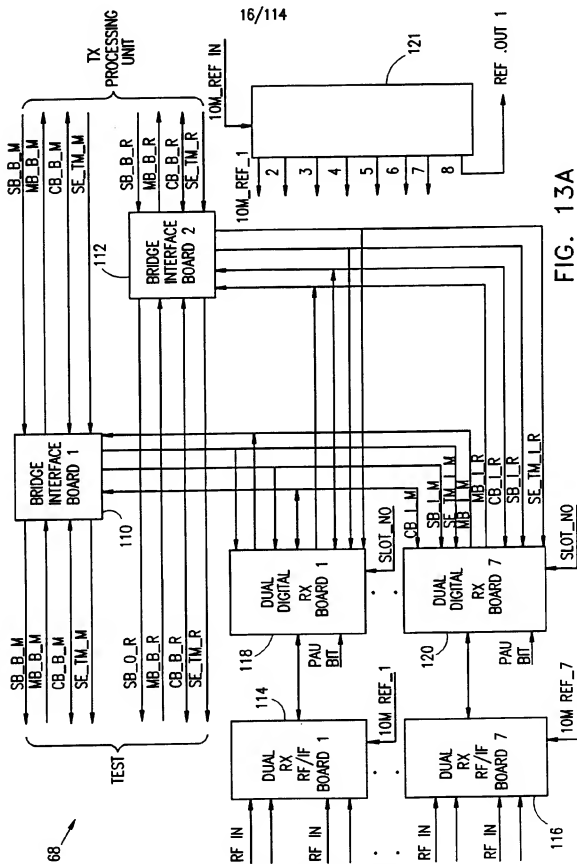 16/114
68
TEST
SB_B_M
MB_B_M
CB_B_M
SE_TM_M
SB_O_R
MB_B_R
CB_B_R
SE_TM_R
BRIDGE
INTERFACE
BOARD 1
110
SB_B_M
MB_B_M
CB_B_M
SE_TM_M
SB_B_R
MB_B_R
CB_B_R
SE_TM_R
TX
PROCESSING
UNIT
112
BRIDGE
INTERFACE
BOARD 2
10M_REF IN
121
10M_REF_1
2
3
4
5
6
7
8
REF .OUT 1
RF IN
RF IN
114
DUAL
RX
RF/IF
BOARD 1
10M REF_1
PAU
BIT
118
DUAL
DIGITAL
RX
BOARD 1
SLOT_NO
CB_I_M
SB_I_M
SE_TM_I_M
MB_I_M
MB_I_R
CB_I_R
SB_I_R
SE_TM_I_R
RF IN
RF IN
DUAL
RX
RF/IF
BOARD 7
116
10M REF_7
PAU
BIT
120
DUAL
DIGITAL
RX
BOARD 7
SLOT_NO
FIG. 13A